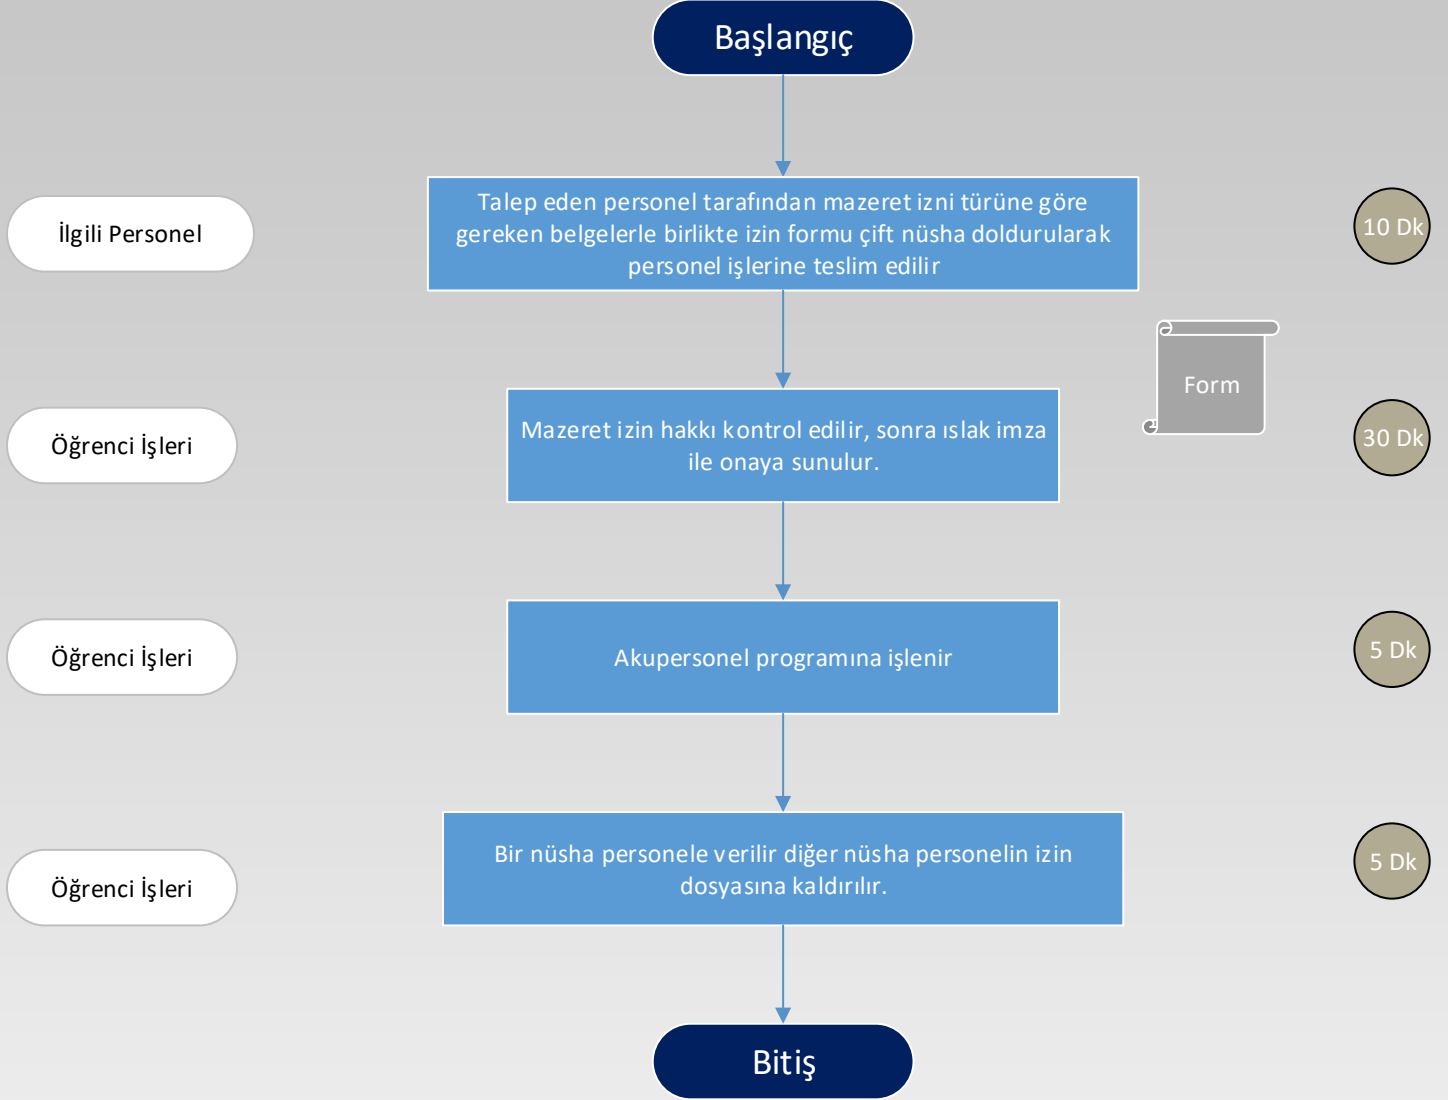 Başlangıç
İlgili Personel
Talep eden personel tarafından mazeret izni türüne göre
gereken belgelerle birlikte izin formu çift nüsha doldurularak
personel işlerine teslim edilir
10 Dk
Form
Öğrenci İşleri
Mazeret izin hakkı kontrol edilir, sonra ıslak imza
ile onaya sunulur.
30 Dk
Öğrenci İşleri
Akupersonel programına işlenir
5 Dk
Öğrenci İşleri
Bir nüsha personele verilir diğer nüsha personelin izin
dosyasına kaldırılır.
5 Dk
Bitiş